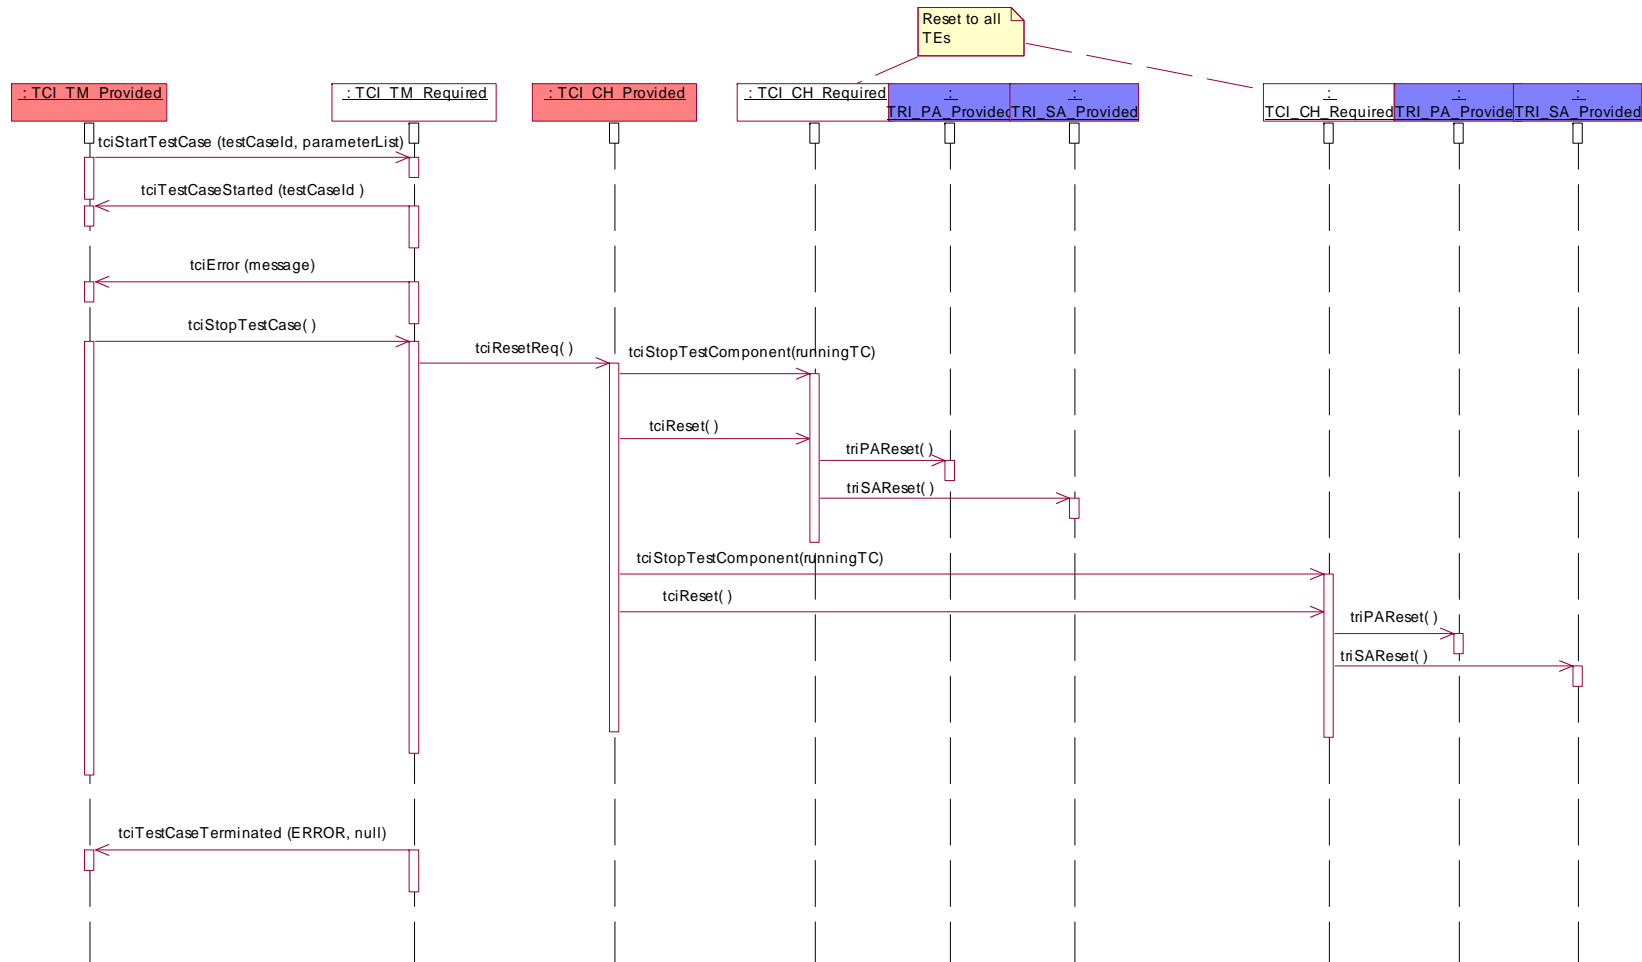 Reset to all
TEs
: TCI_TM_Provided
: TCI_TM_Required
: TCI_CH_Provided
: TCI_CH_Required
:
TRI_PA_Provided
:
TRI_SA_Provided
:
TCI_CH_Required
:
TRI_PA_Provide
:
TRI_SA_Provided
tciStartTestCase (testCaseId, parameterList)
tciTestCaseStarted (testCaseId )
tciError (message)
tciStopTestCase( )
tciResetReq( )
tciStopTestComponent(runningTC)
tciReset( )
triPAReset( )
triSAReset( )
tciStopTestComponent(runningTC)
tciReset( )
triPAReset( )
triSAReset( )
tciTestCaseTerminated (ERROR, null)